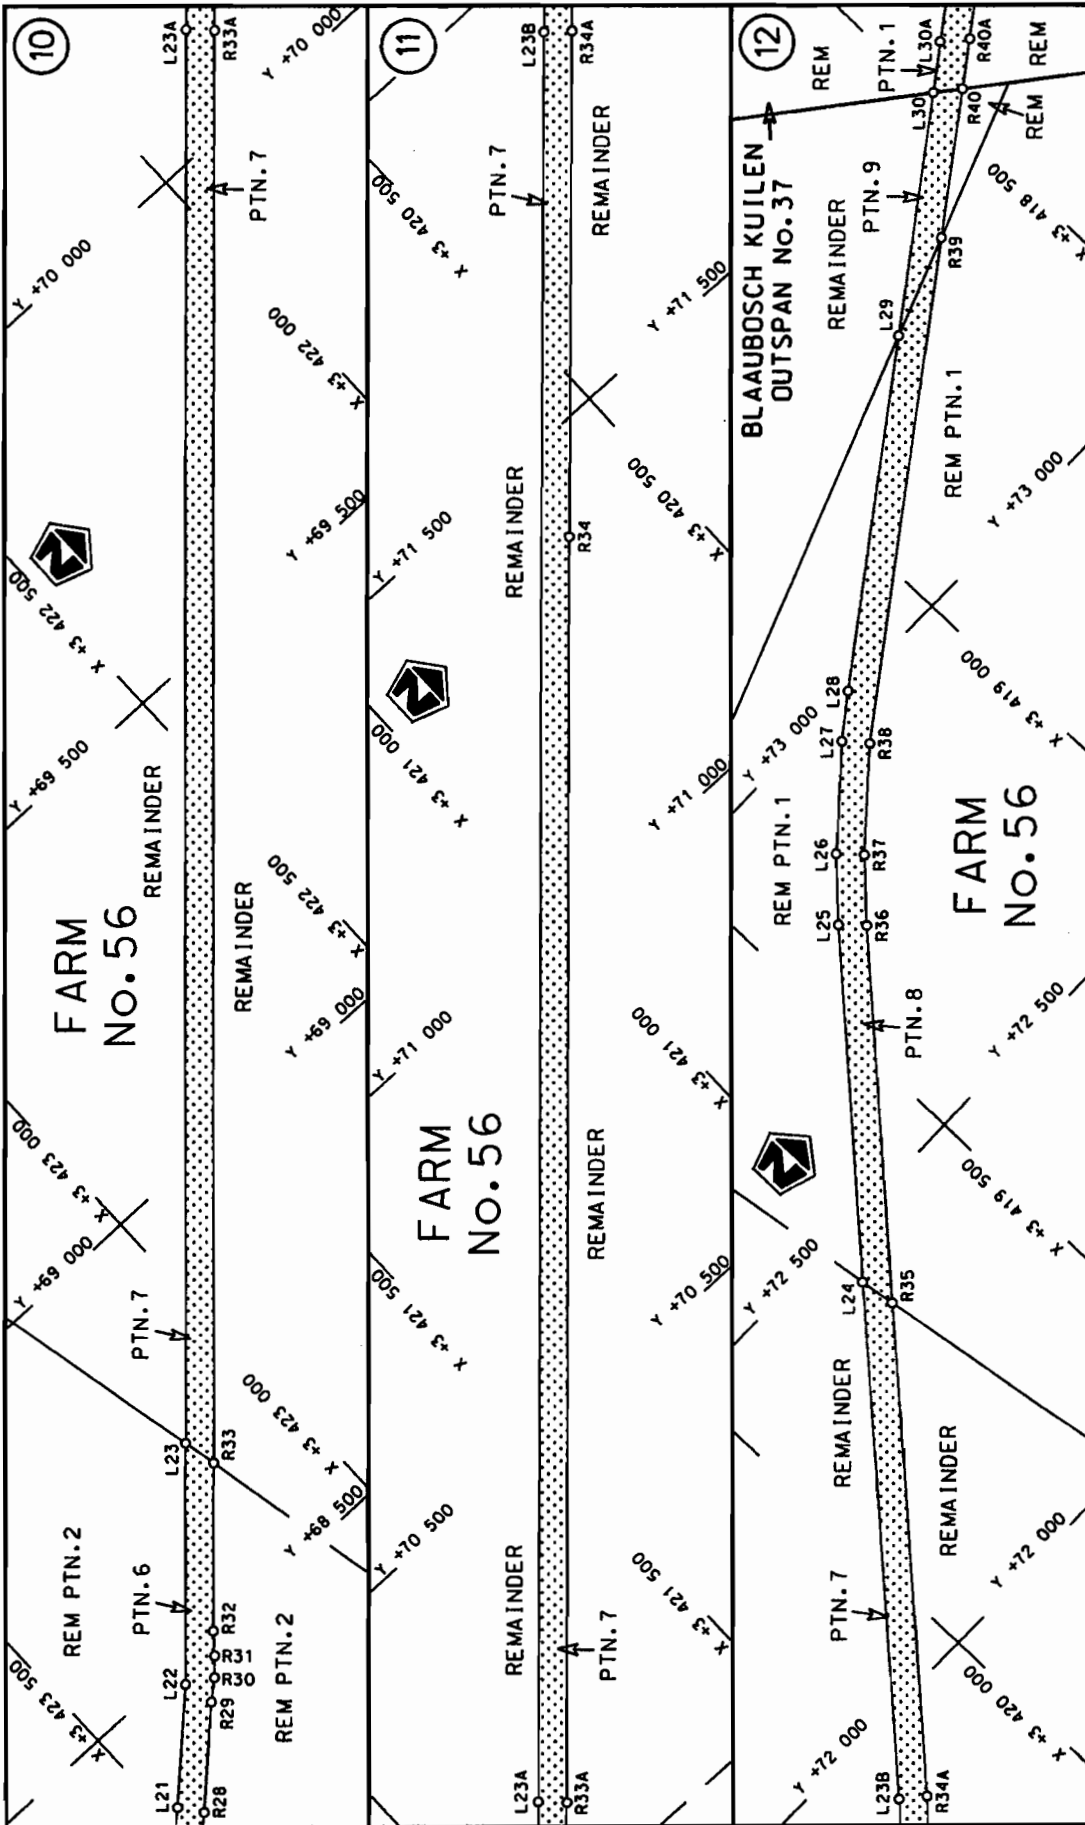 10
L21
L22
L23
L23A
R28
R29
R30
R31
R32
R33
R33A
REM PTN.2
PTN.6
REM PTN.2
PTN.7
PTN.7
FARM
No.56
REMAINDER
REMAINDER
X +3 423 500
X +3 423 000
X +3 422 500
X +3 423 000
X +3 422 500
X +3 422 000
Y +69 000
Y +69 500
Y +70 000
Y +68 500
Y +69 000
Y +69 500
Y +70 000
N
11
L23A
L23B
R33A
R34
R34A
REMAINDER
PTN.7
FARM
No.56
REMAINDER
REMAINDER
PTN.7
REMAINDER
X +3 421 500
X +3 421 000
X +3 420 500
X +3 421 500
X +3 421 000
X +3 420 500
Y +70 500
Y +71 000
Y +71 500
Y +70 500
Y +71 000
Y +71 500
N
12
L23B
L24
L25
L26
L27
L28
L29
L30
L30A
R34A
R35
R36
R37
R38
R39
R40
R40A
PTN.7
REMAINDER
REMAINDER
PTN.8
REM PTN.1
REM PTN.1
FARM
No.56
REMAINDER
PTN.9
PTN.1
REM
REM
REM
BLAAUBOSCH KUILEN
OUTSPAN No.37
Y +72 000
Y +72 500
Y +73 000
Y +72 000
Y +72 500
Y +73 000
X +3 420 000
X +3 419 500
X +3 419 000
X +3 418 500
N